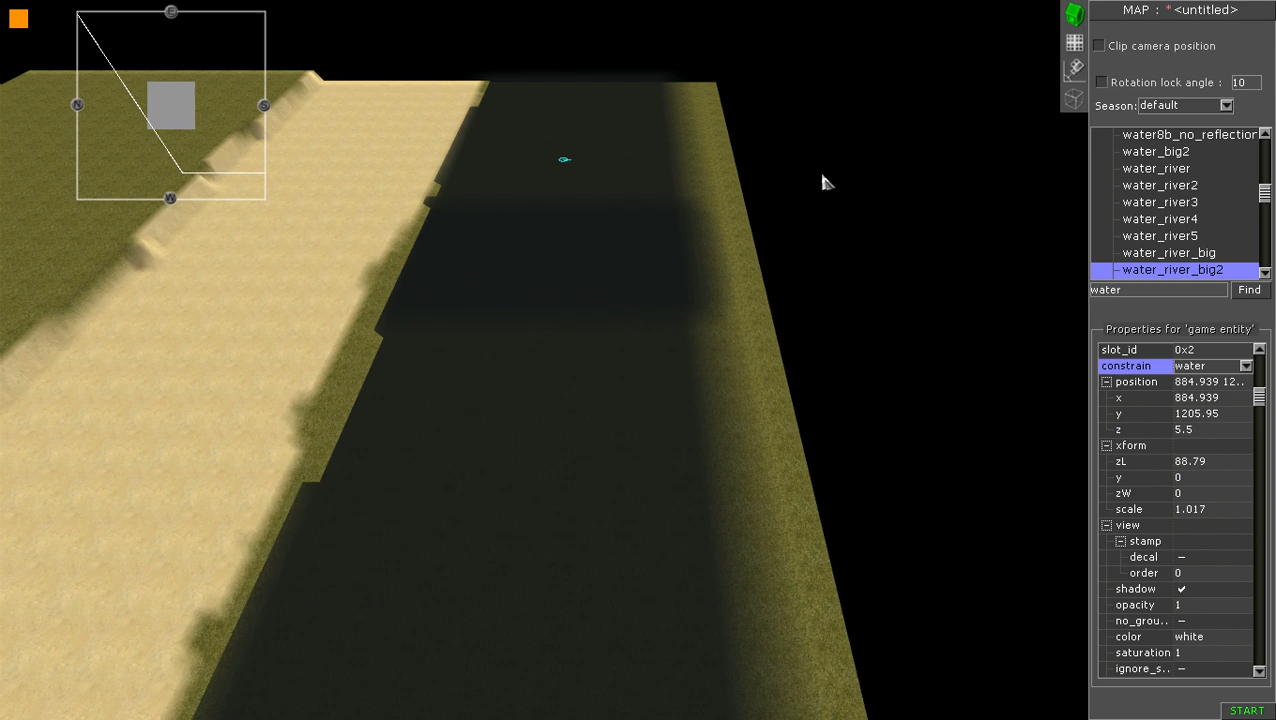 MAP : * <untitled>
Clip camera position
Rotation lock angle : 10
Season: default
water8b_no_reflection
water_big2
water_river
water_river2
water_river3
water_river4
water_river5
water_river_big
water_river_big2
water Find
Properties for 'game entity'
slot_id 0x2
constrain water
position 884.939 12..
x 884.939
y 1205.95
z 5.5
xform
zL 88.79
y 0
zW 0
scale 1.017
view
stamp
decal —
order 0
shadow ✔
opacity 1
no_grou.. —
color white
saturation 1
ignore_s.. —
START
E
N
S
W